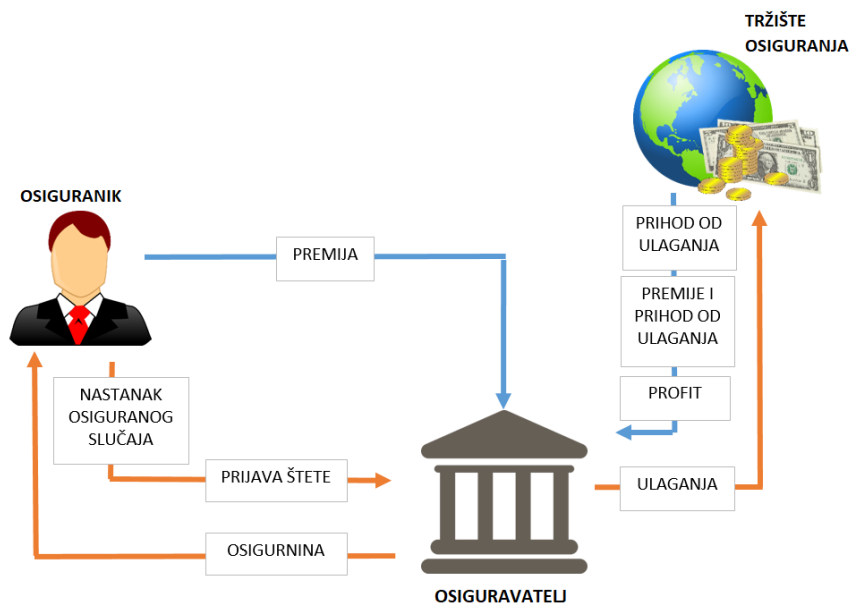 TRŽIŠTE
OSIGURANJA
OSIGURANIK
PREMIJA
PRIHOD OD
ULAGANJA
PREMIJE I
PRIHOD OD
ULAGANJA
PROFIT
NASTANAK
OSIGURANOG
SLUČAJA
PRIJAVA ŠTETE
ULAGANJA
OSIGURNINA
OSIGURAVATELJ